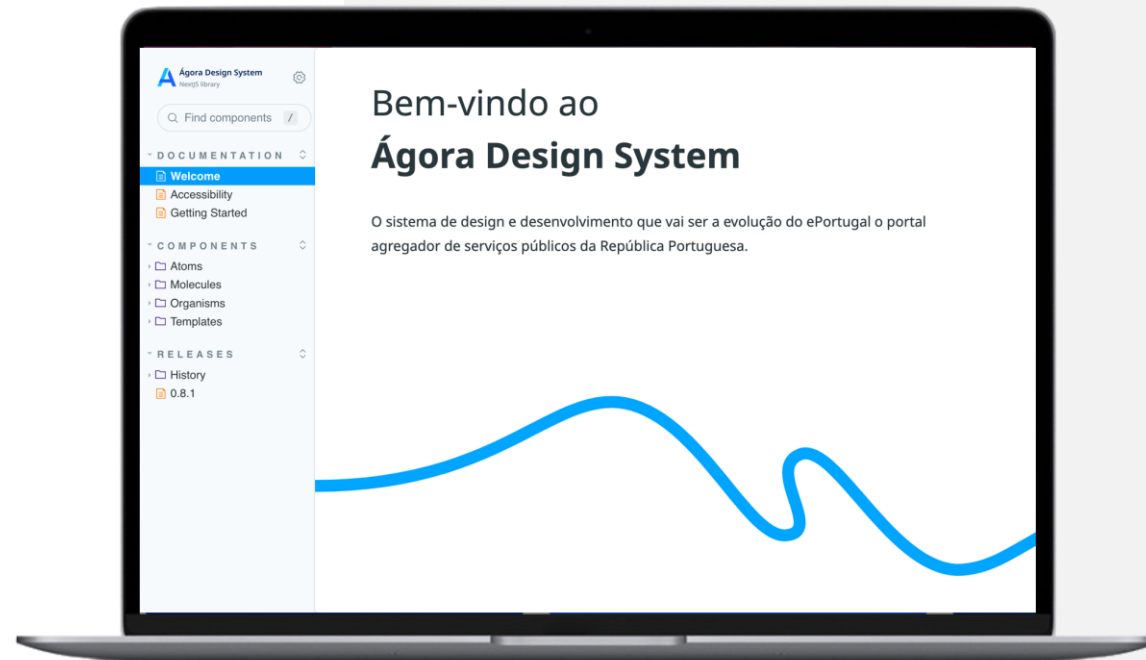 Ágora Design System
NextJS library
Find components /
DOCUMENTATION
Welcome
Accessibility
Getting Started
COMPONENTS
Atoms
Molecules
Organisms
Templates
RELEASES
History
0.8.1
Bem-vindo ao
Ágora Design System
O sistema de design e desenvolvimento que vai ser a evolução do ePortugal o portal
agregador de serviços públicos da República Portuguesa.